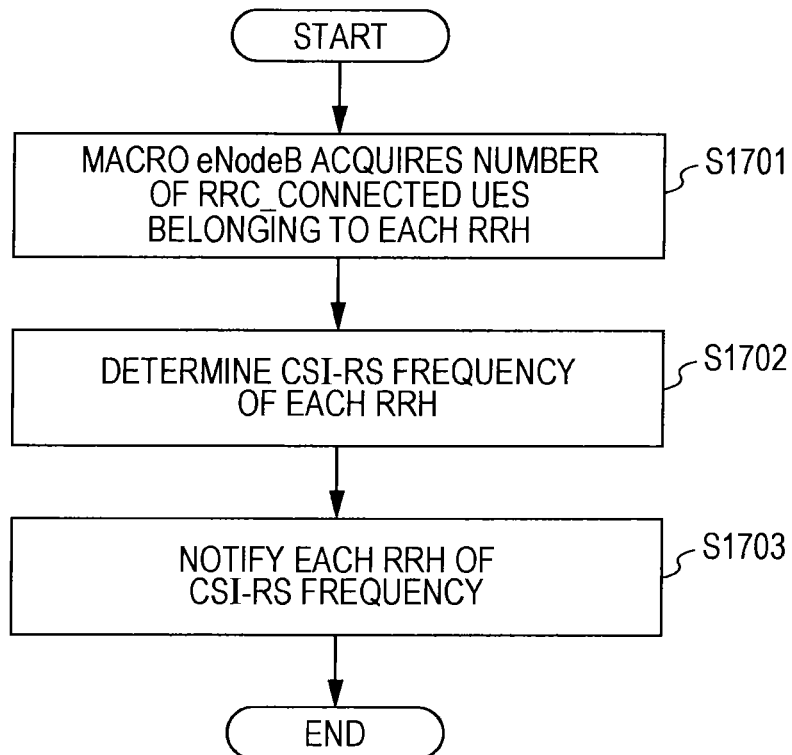 START
MACRO eNodeB ACQUIRES NUMBER
OF RRC_CONNECTED UES
BELONGING TO EACH RRH
S1701
DETERMINE CSI-RS FREQUENCY
OF EACH RRH
S1702
NOTIFY EACH RRH OF
CSI-RS FREQUENCY
S1703
END